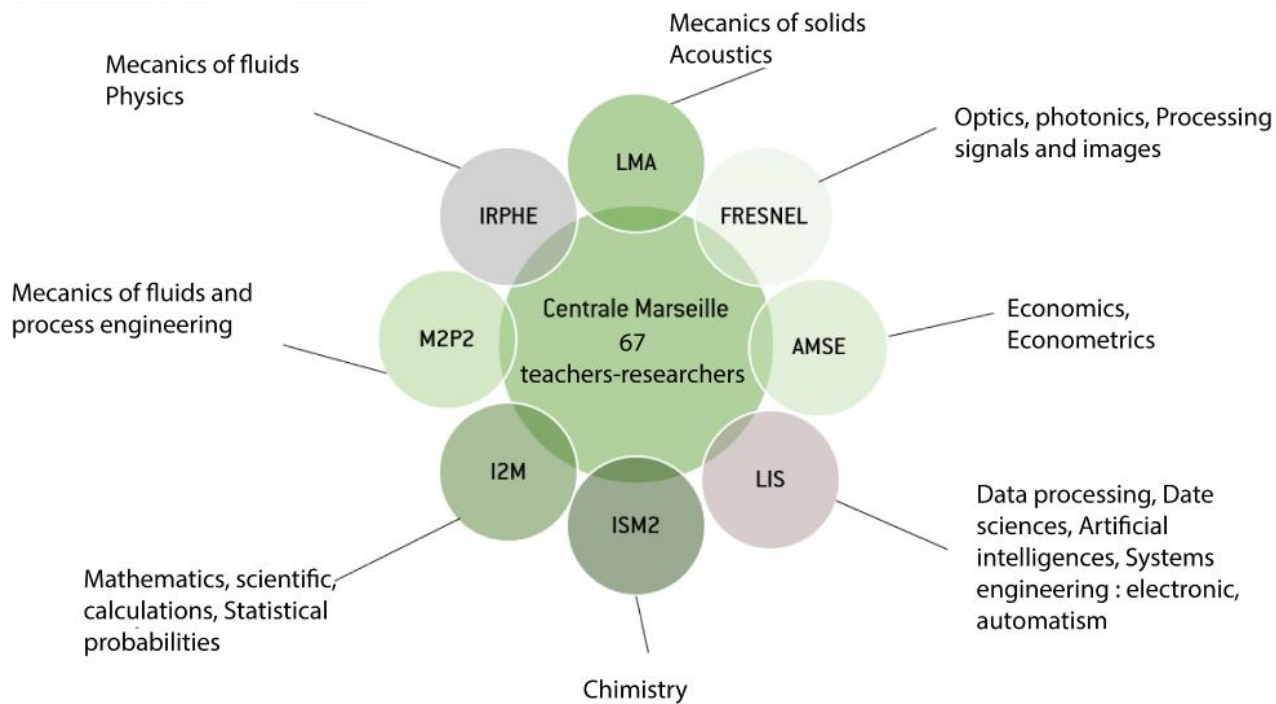 Mecanics of solids
Acoustics
Mecanics of fluids
Physics
Optics, photonics, Processing
signals and images
LMA
IRPHE
FRESNEL
Mecanics of fluids and
process engineering
Centrale Marseille
67
teachers-researchers
M2P2
AMSE
Economics,
Econometrics
I2M
LIS
ISM2
Data processing, Date
sciences, Artificial
intelligences, Systems
engineering : electronic,
automatism
Mathematics, scientific,
calculations, Statistical
probabilities
Chimistry